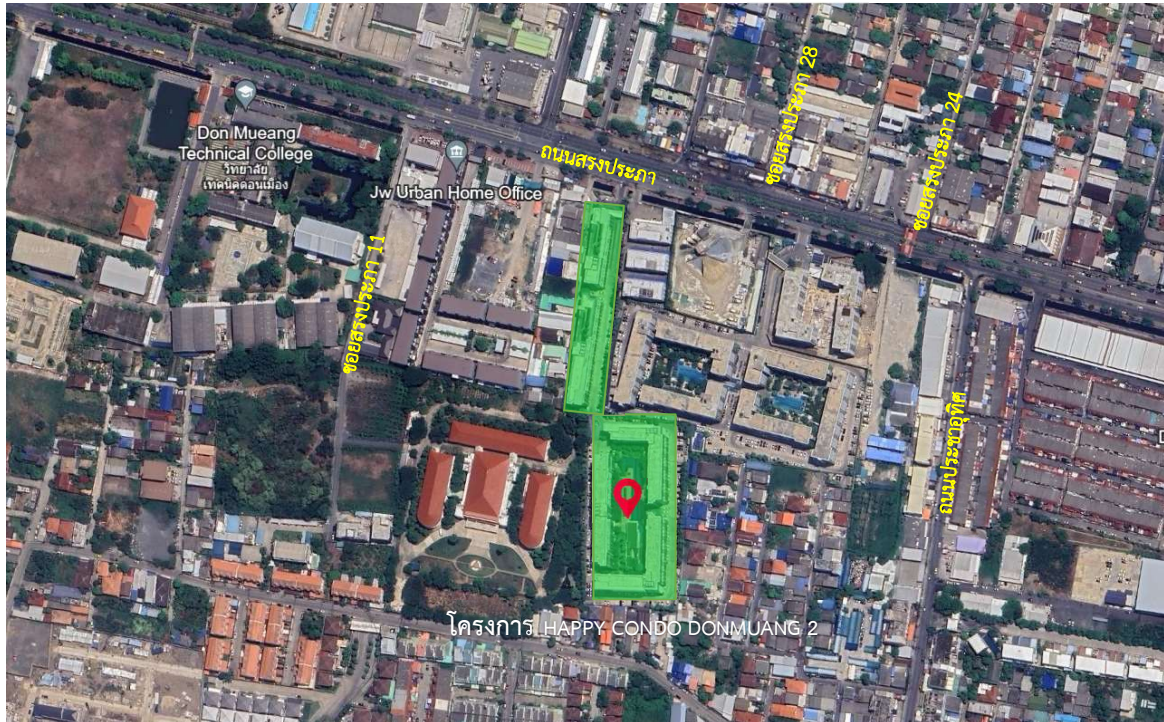 ซอยสรงประภา 28
ซอยสรงประภา 24
Don Mueang
Technical College
วิทยาลัย
เทคนิคดอนเมือง
ถนนสรงประภา
Jw Urban Home Office
ซอยสรงประภา 11
ถนนประชาอุทิศ
โครงการ HAPPY CONDO DONMUANG 2